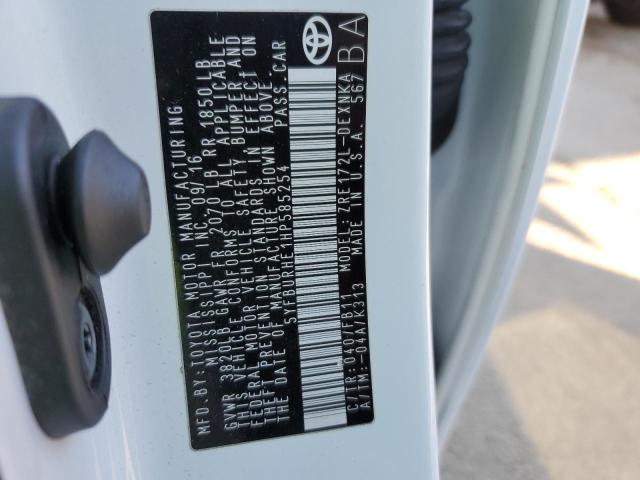 MFD.BY:TOYOTA MOTOR MANUFACTURING
MISSISSIPPI INC. 09/16
GVWR 3820LB GAWR FR 2070 LB RR 1850LB
THIS VEHICLE CONFORMS TO ALL APPLICABLE
FEDERAL MOTOR VEHICLE SAFETY, BUMPER, AND
THEFT PREVENTION STANDARDS IN EFFECT ON
THE DATE OF MANUFACTURE SHOWN ABOVE.
5YFBURHE1HP585254 PASS.CAR
C/TR:040/FB11 MODEL:ZRE172L-DEXNKA
A/TM:-04A/K313 MADE IN U.S.A. 567
BA